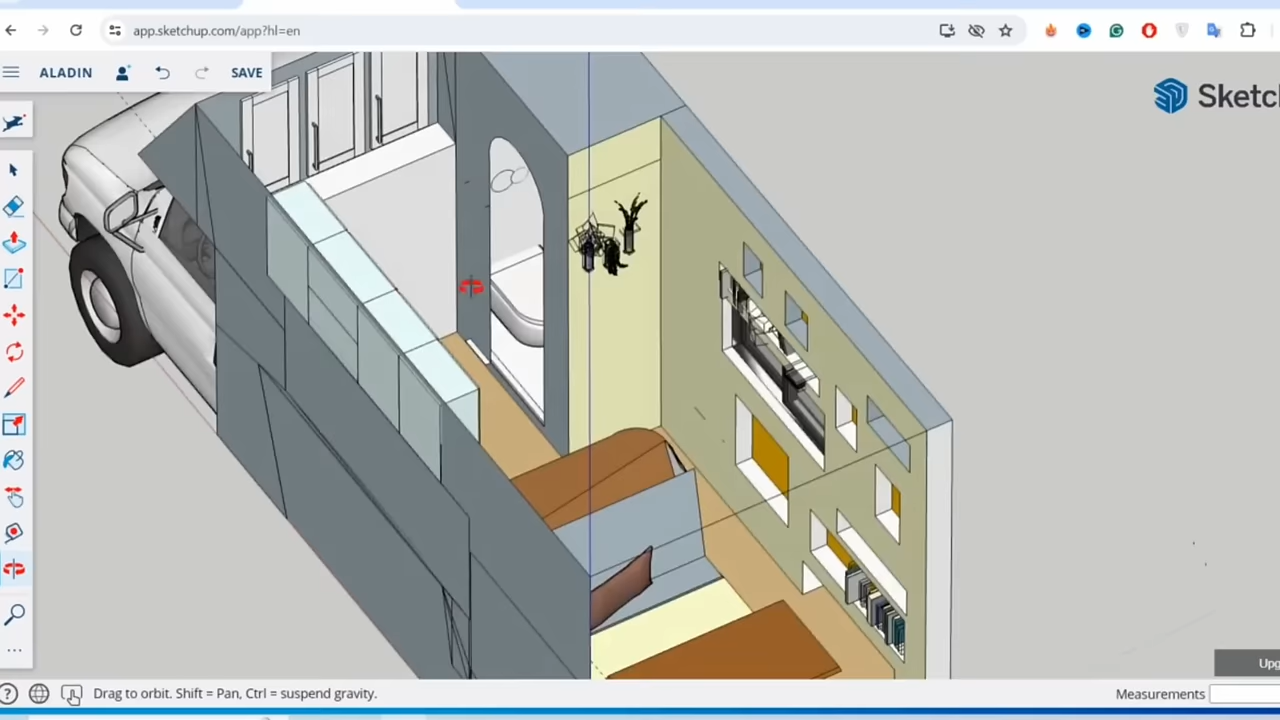 app.sketchup.com/app?hl=en
ALADIN SAVE
Sketc
Upg
Drag to orbit. Shift = Pan, Ctrl = suspend gravity. Measurements